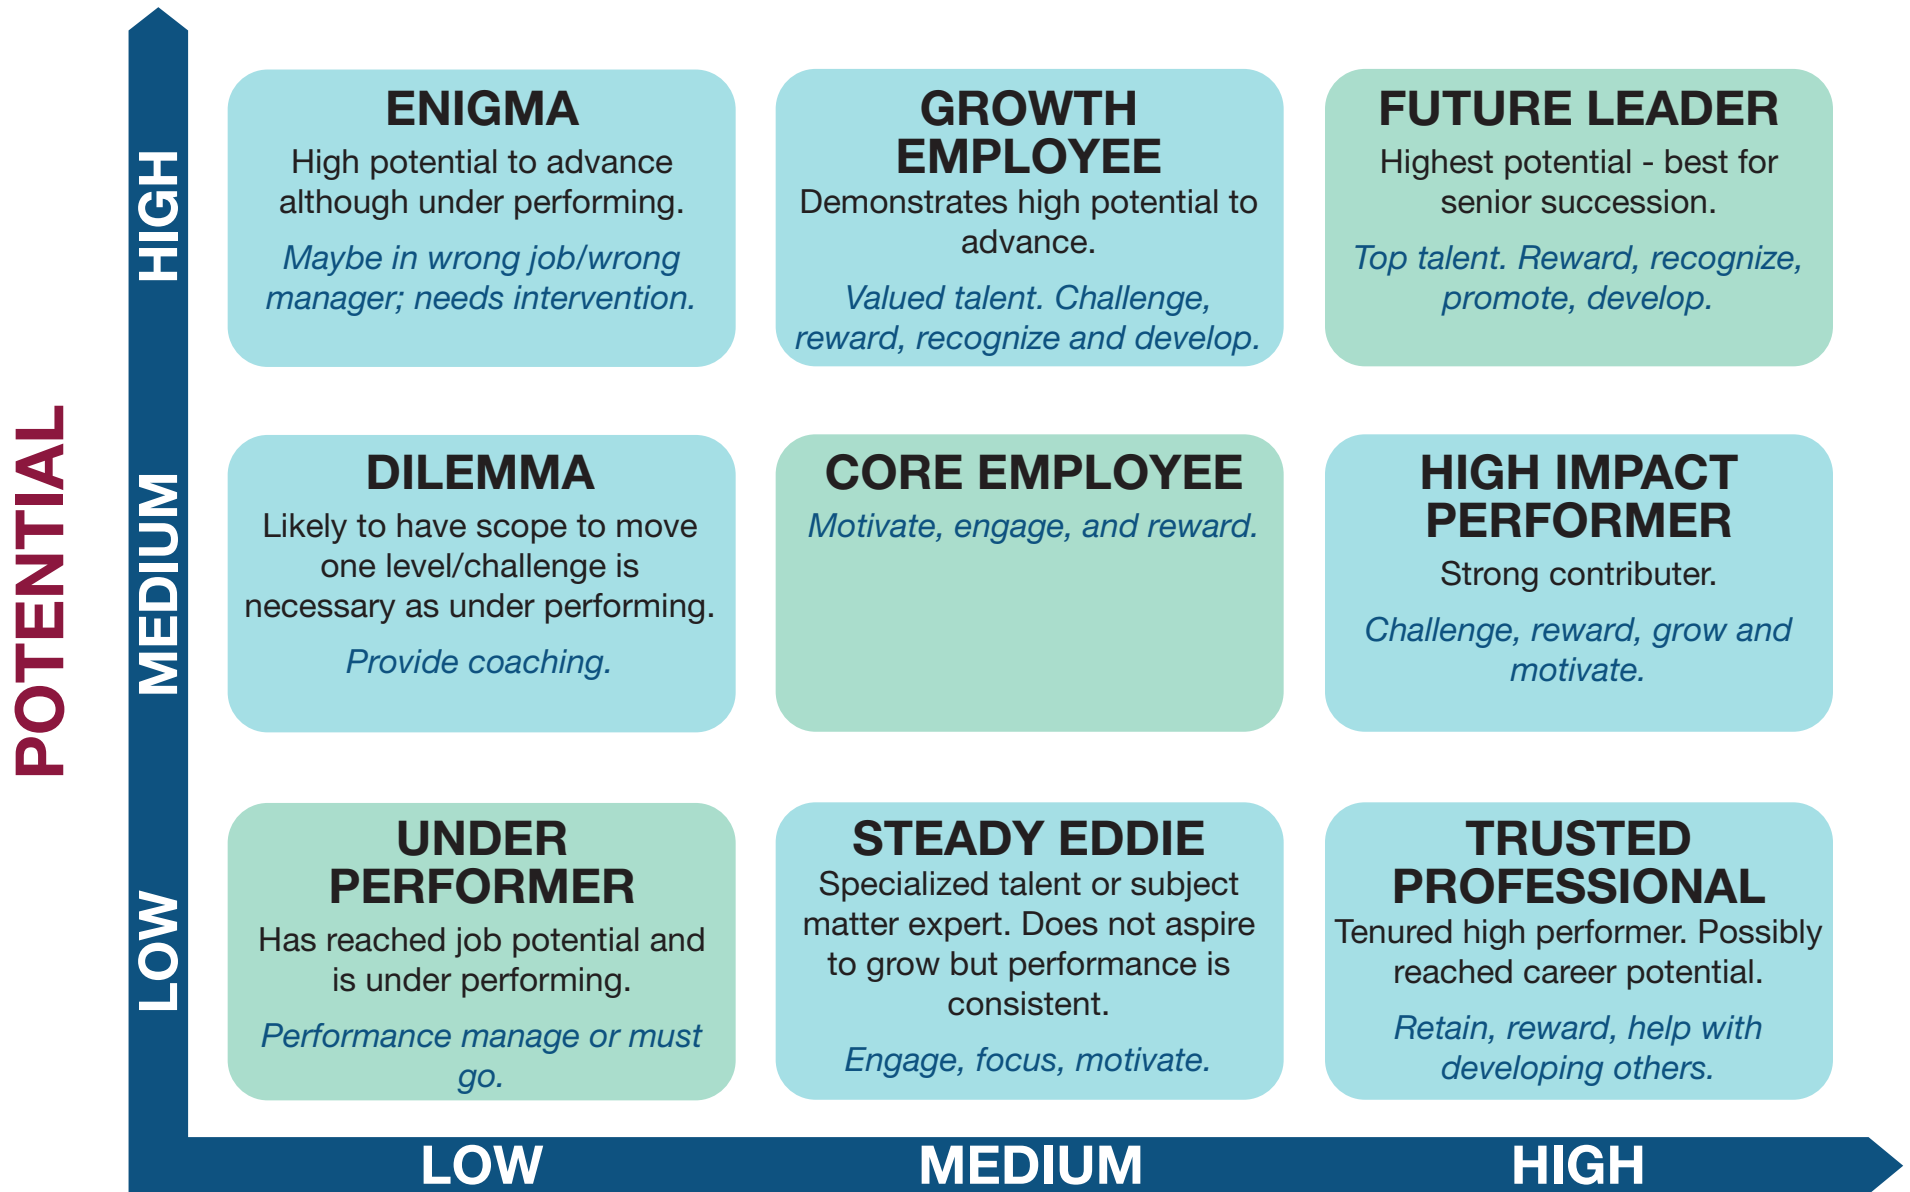 POTENTIAL
HIGH
MEDIUM
LOW
ENIGMA
High potential to advance
although under performing.
Maybe in wrong job/wrong
manager; needs intervention.
GROWTH
EMPLOYEE
Demonstrates high potential to
advance.
Valued talent. Challenge,
reward, recognize and develop.
FUTURE LEADER
Highest potential - best for
senior succession.
Top talent. Reward, recognize,
promote, develop.
DILEMMA
Likely to have scope to move
one level/challenge is
necessary as under performing.
Provide coaching.
CORE EMPLOYEE
Motivate, engage, and reward.
HIGH IMPACT
PERFORMER
Strong contributer.
Challenge, reward, grow and
motivate.
UNDER
PERFORMER
Has reached job potential and
is under performing.
Performance manage or must
go.
STEADY EDDIE
Specialized talent or subject
matter expert. Does not aspire
to grow but performance is
consistent.
Engage, focus, motivate.
TRUSTED
PROFESSIONAL
Tenured high performer. Possibly
reached career potential.
Retain, reward, help with
developing others.
LOW
MEDIUM
HIGH